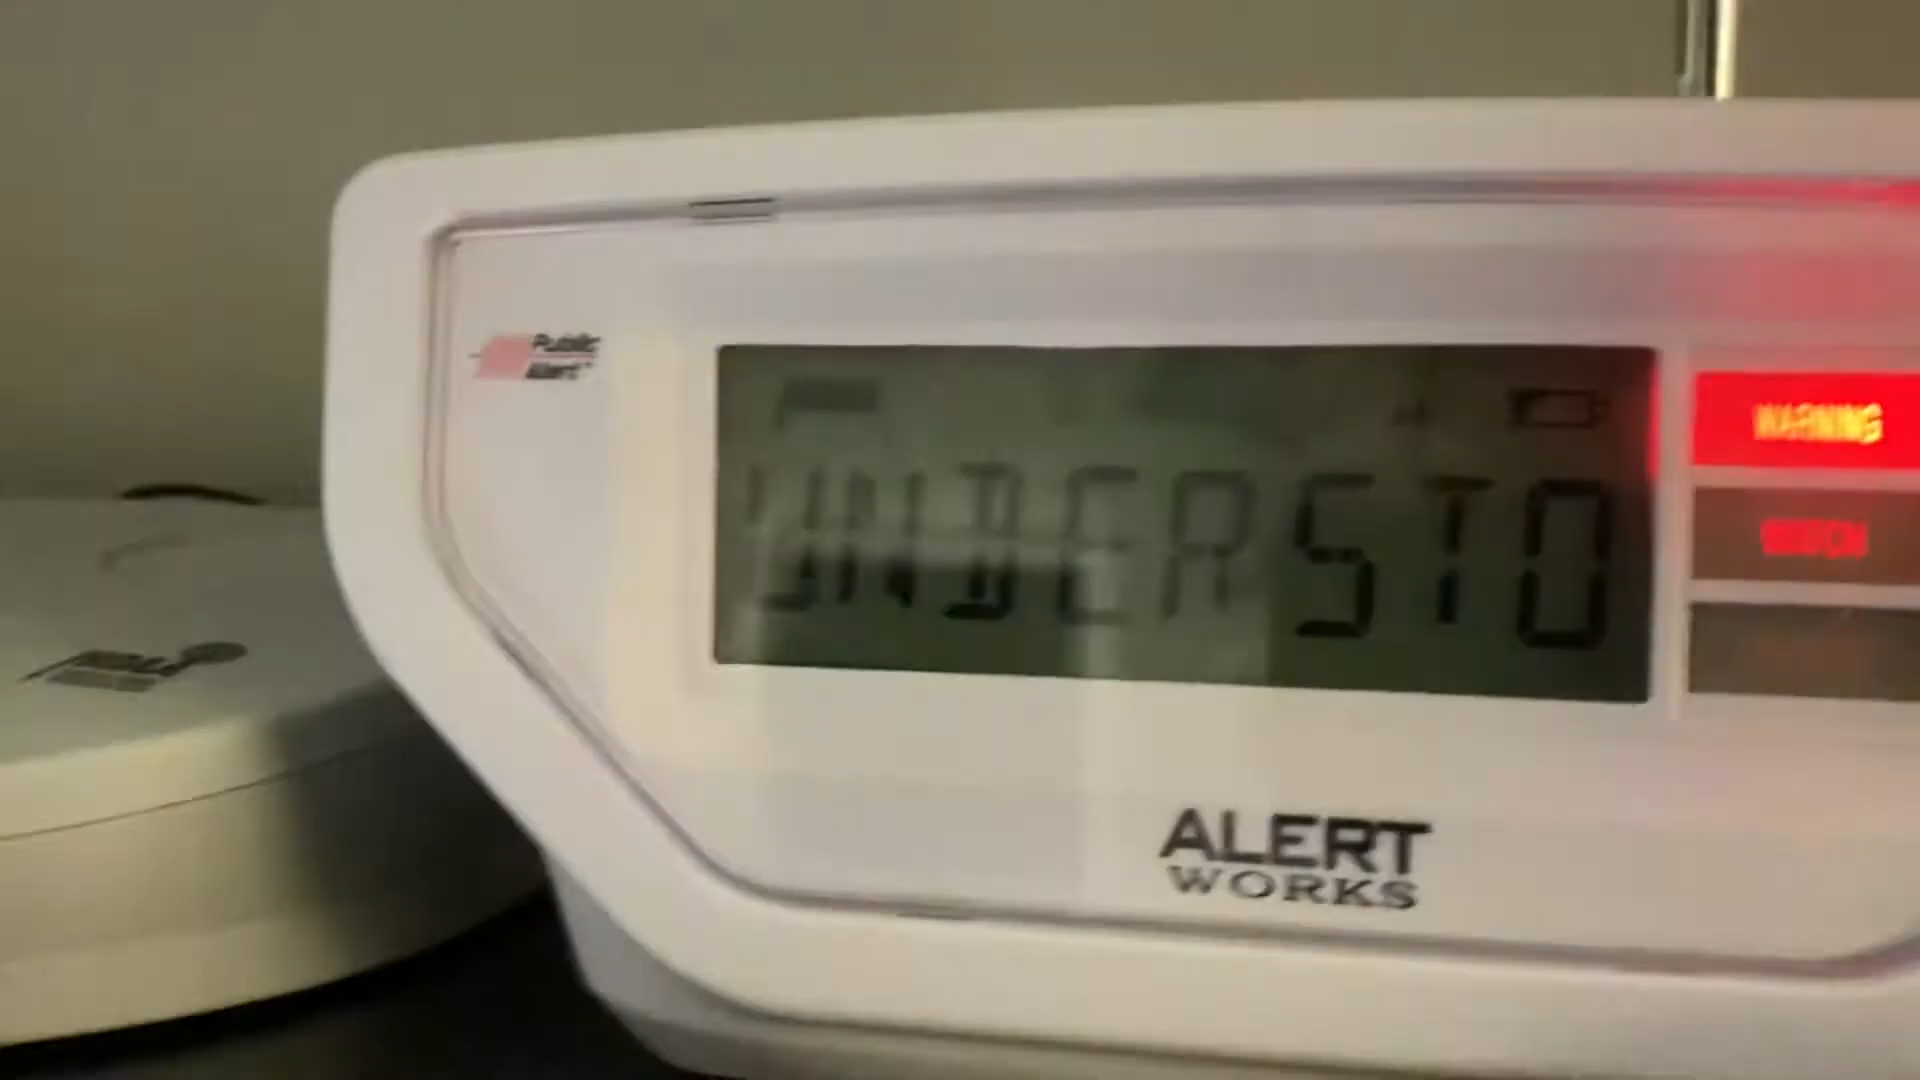 Public
Alert
UNDERSTO
WARNING
WATCH
ALERT
WORKS